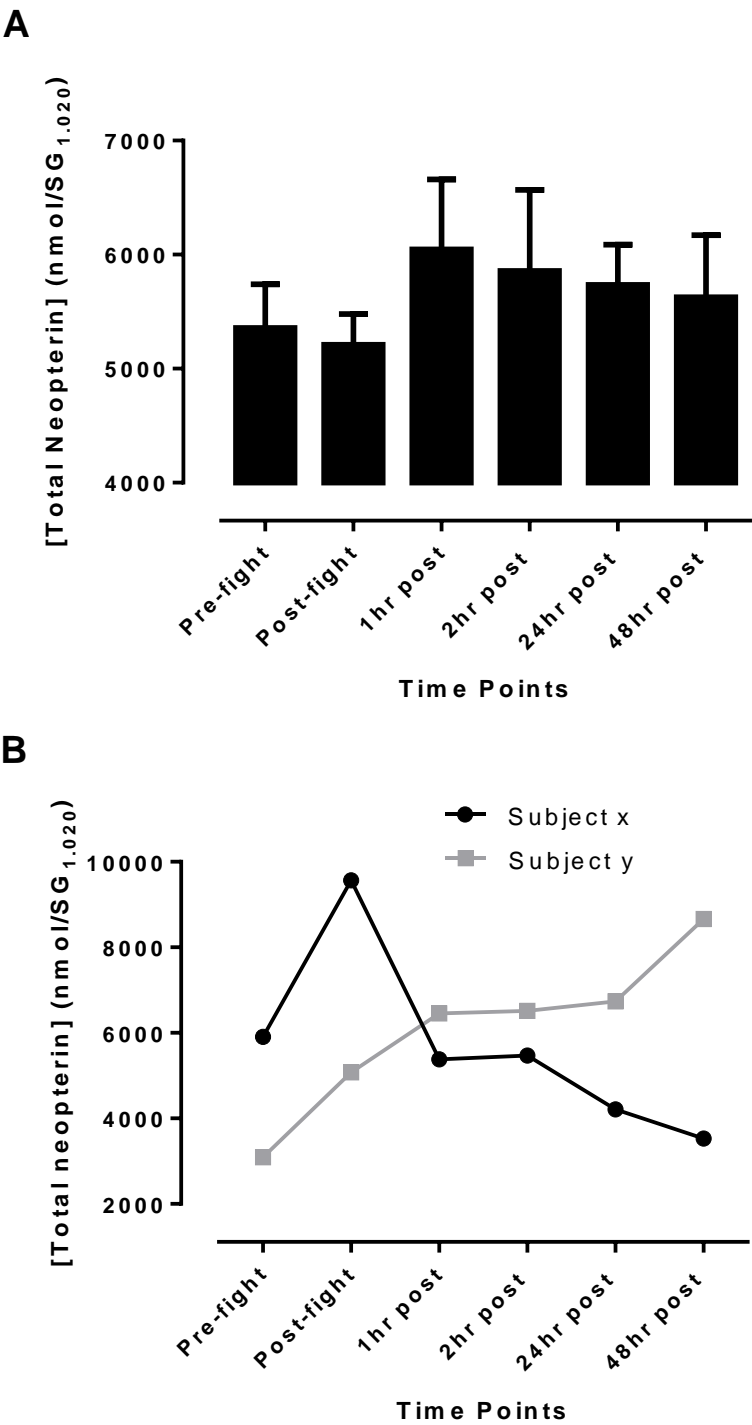 A
[Total Neopterin] (nmol/SG1.020)
7000
6000
5000
4000
Pre-fight
Post-fight
1hr post
2hr post
24hr post
48hr post
Time Points
B
[Total neopterin] (nmol/SG1.020)
Subject x
Subject y
10000
8000
6000
4000
2000
Pre-fight
Post-fight
1hr post
2hr post
24hr post
48hr post
Time Points